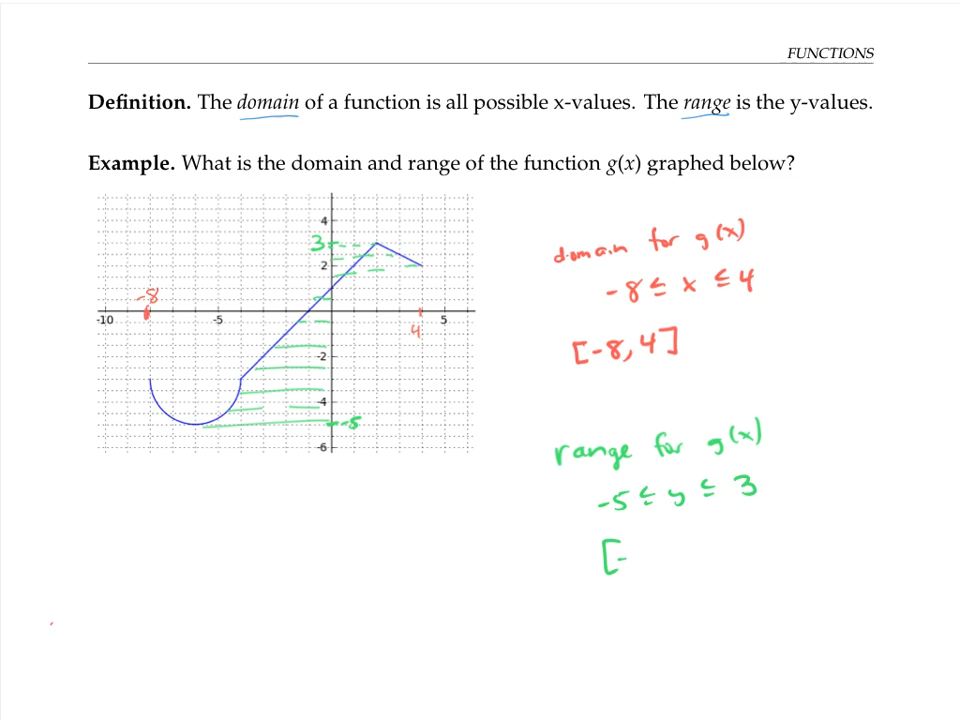 FUNCTIONS
Definition. The domain of a function is all possible x-values. The range is the y-values.
Example. What is the domain and range of the function g(x) graphed below?
4
3
2
-8
-10
-5
5
4
-2
-4
-5
-6
domain for g(x)
-8 ≤ x ≤ 4
[-8, 4]
range for g(x)
-5 ≤ y ≤ 3
[-